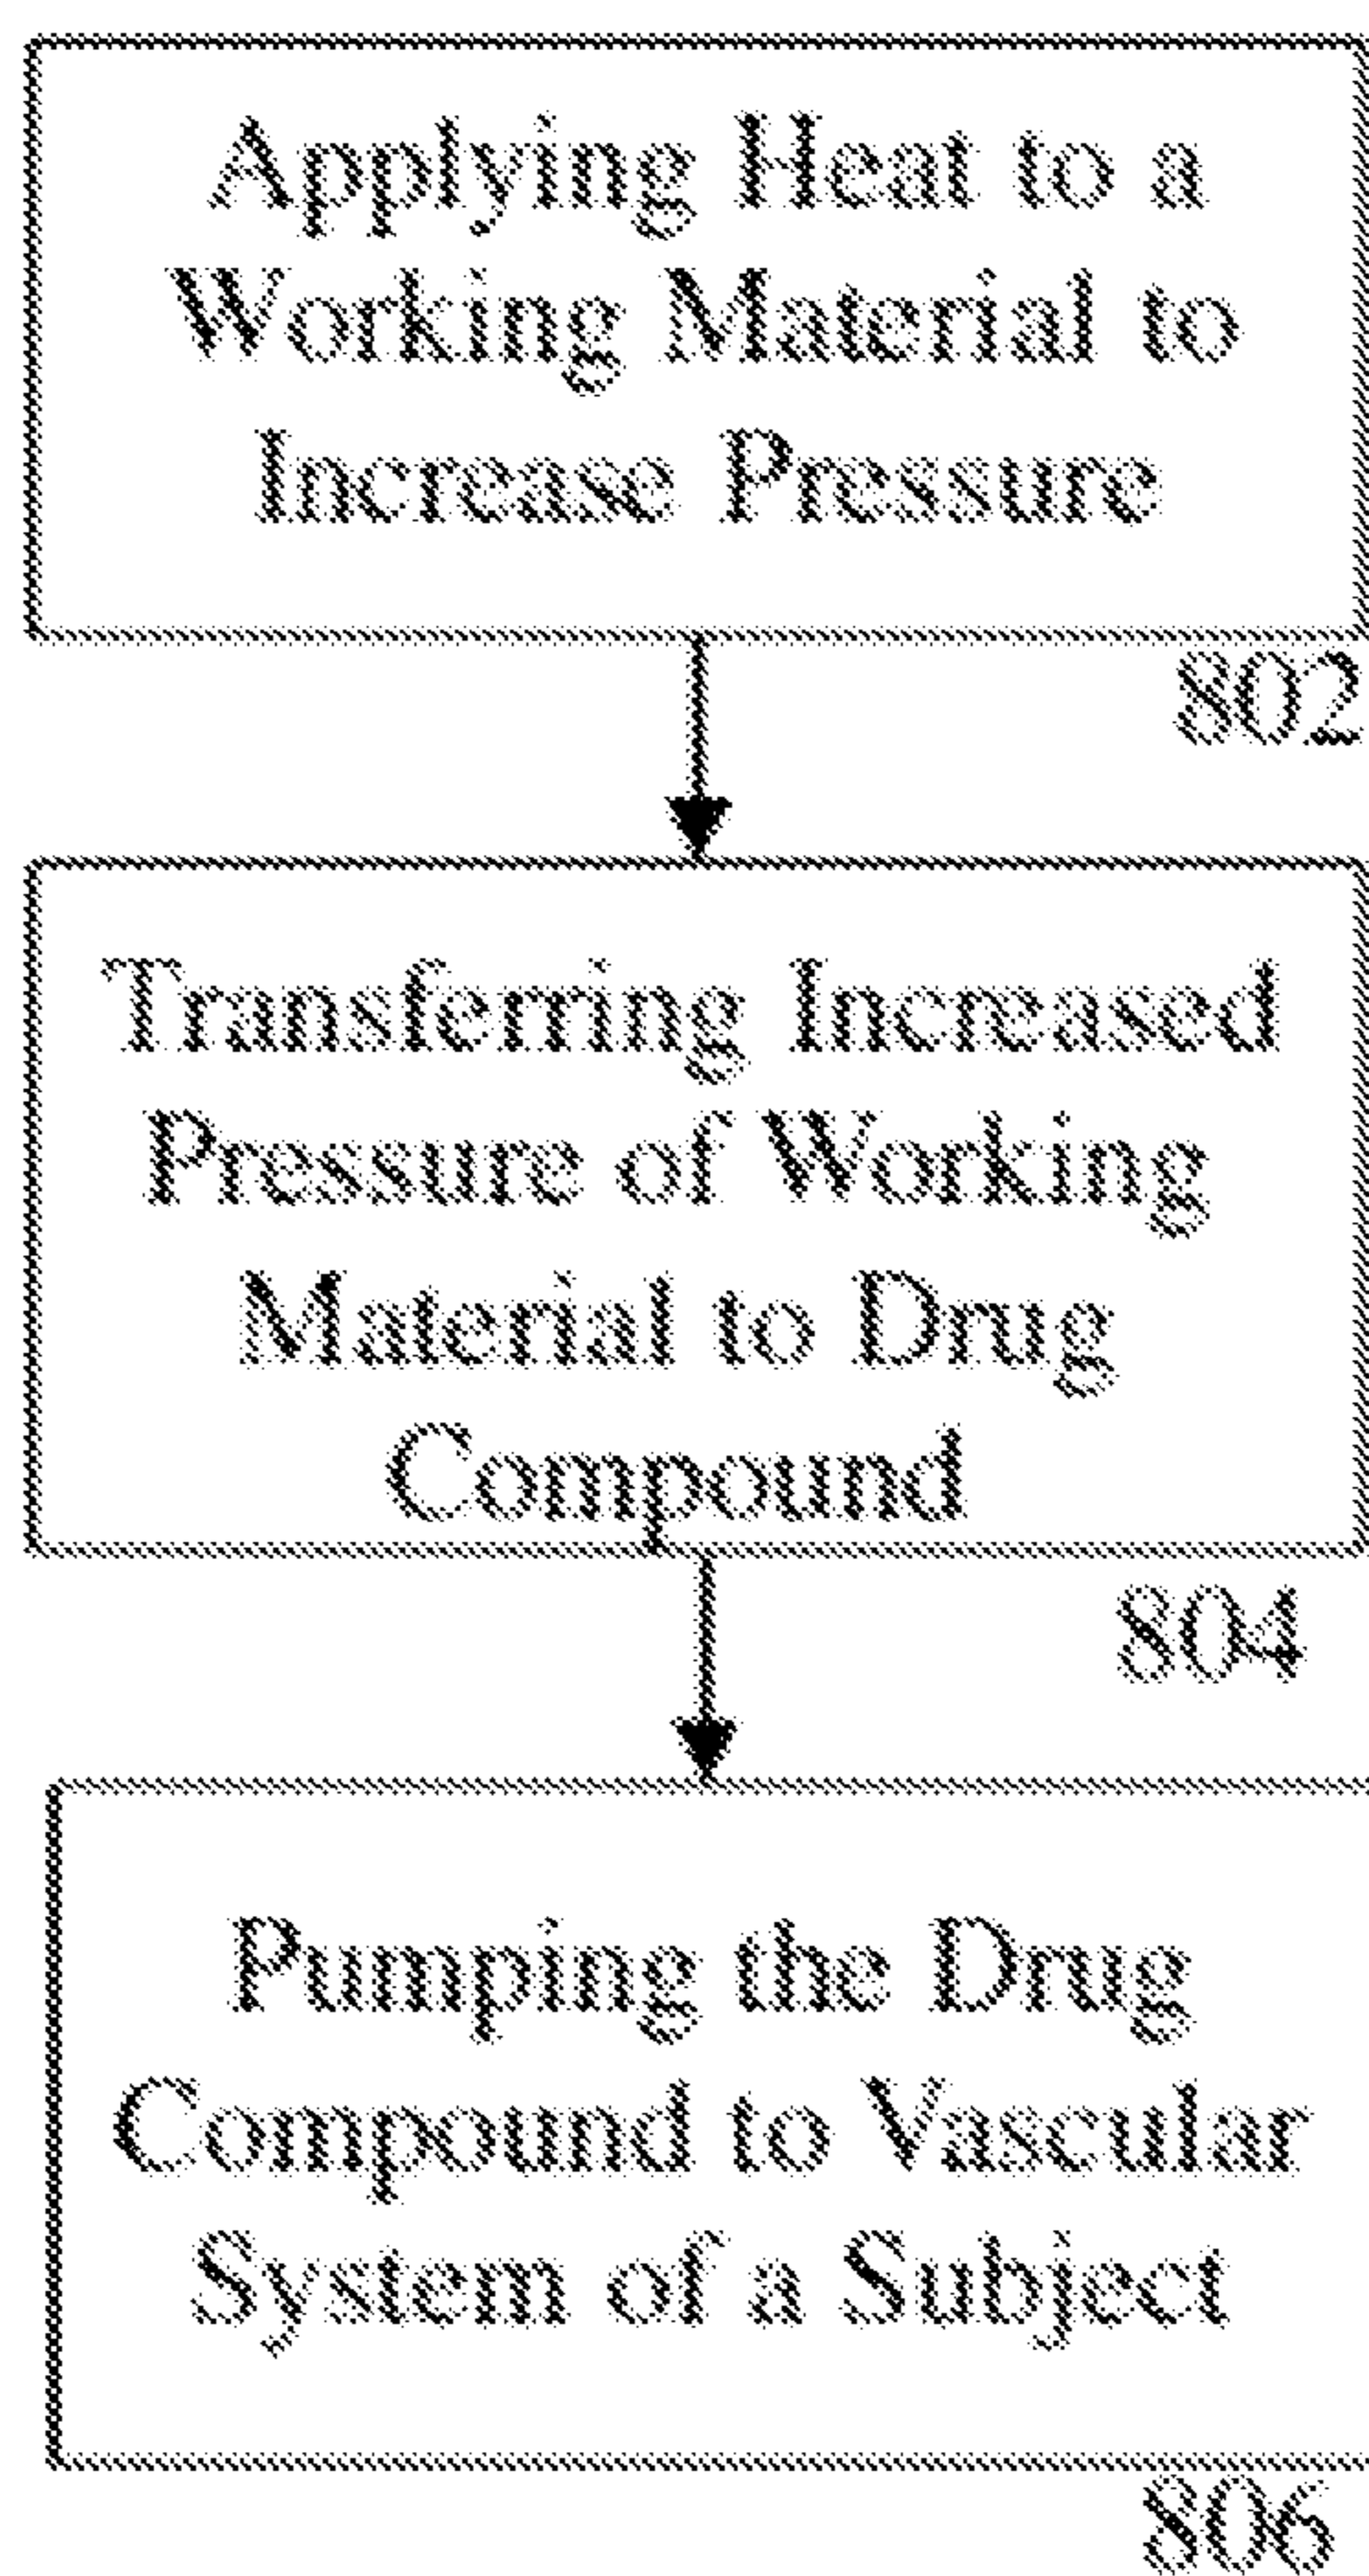 Applying Heat to a
Working Material to
Increase Pressure
802
Transferring Increased
Pressure of Working
Material to Drug
Compound
804
Pumping the Drug
Compound to Vascular
System of a Subject
806